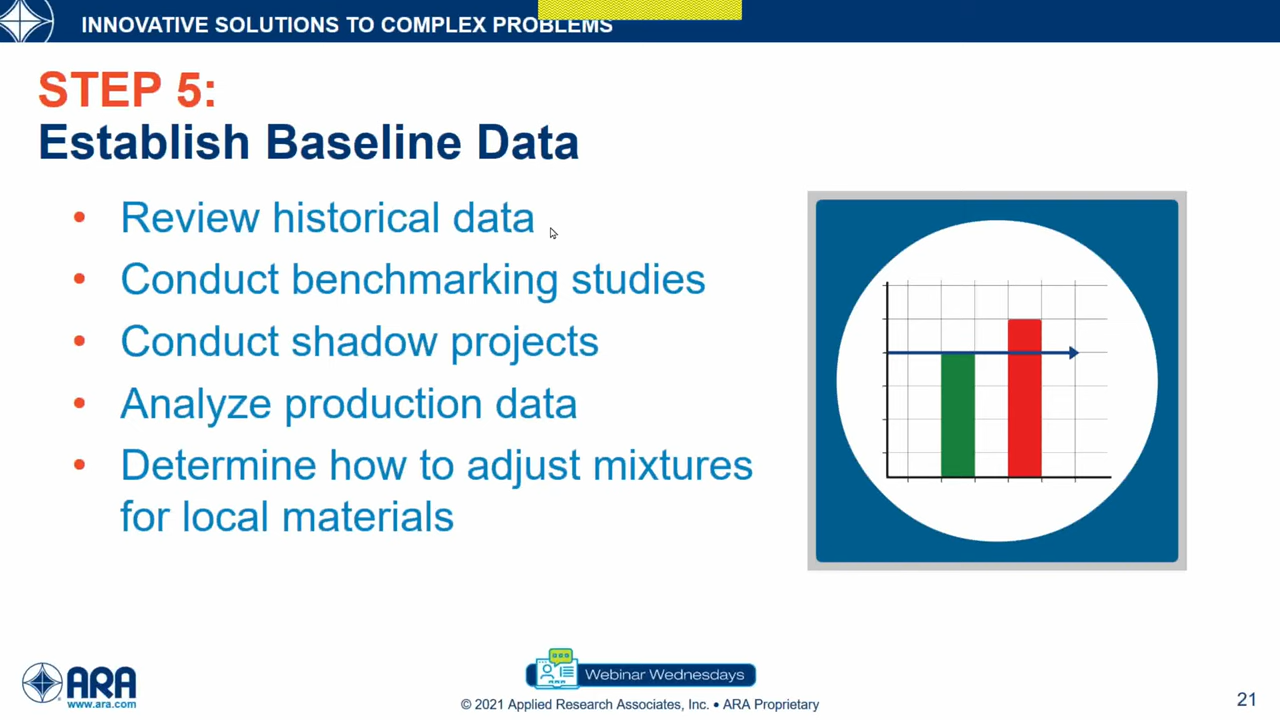 INNOVATIVE SOLUTIONS TO COMPLEX PROBLEMS
STEP 5:
Establish Baseline Data
• Review historical data
• Conduct benchmarking studies
• Conduct shadow projects
• Analyze production data
• Determine how to adjust mixtures
for local materials
ARA
www.ara.com
Webinar Wednesdays
© 2021 Applied Research Associates, Inc. • ARA Proprietary
21